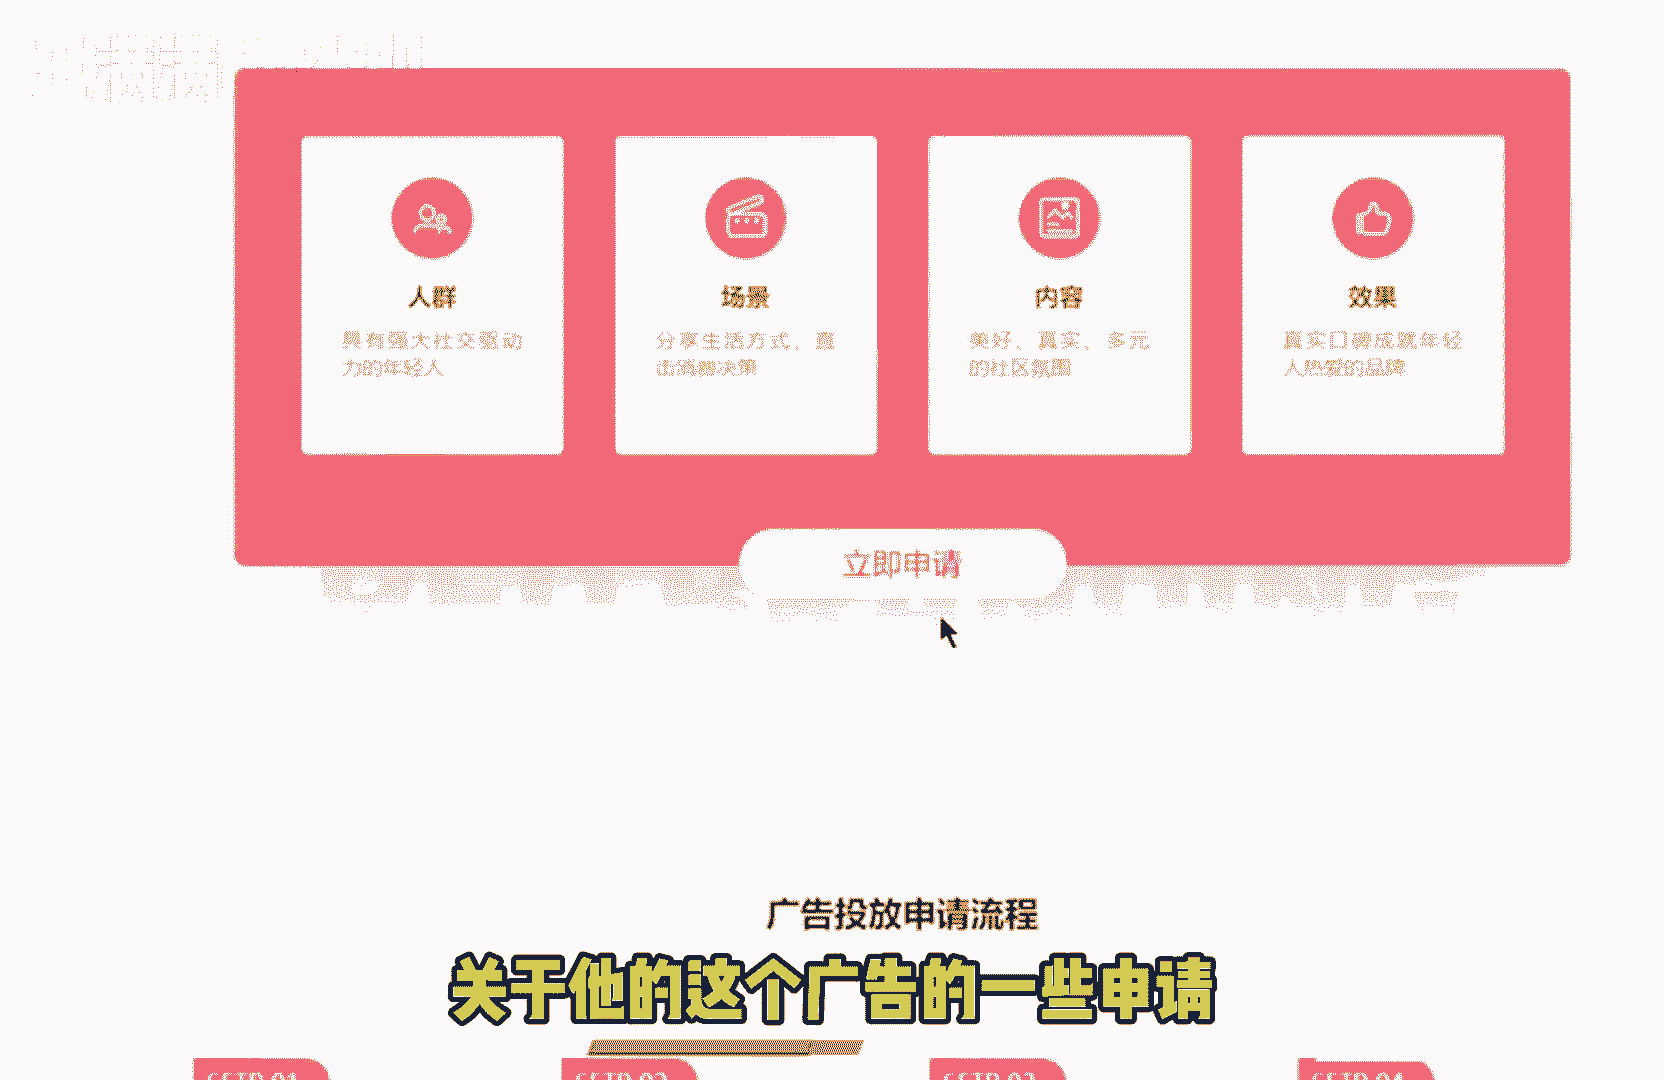 人群
具有强大社交驱动
力的年轻人
场景
分享生活方式，直
击消费决策
内容
美好、真实、多元
的社区氛围
效果
真实口碑成就年轻
人热爱的品牌
立即申请
广告投放申请流程
关于他的这个广告的一些申请